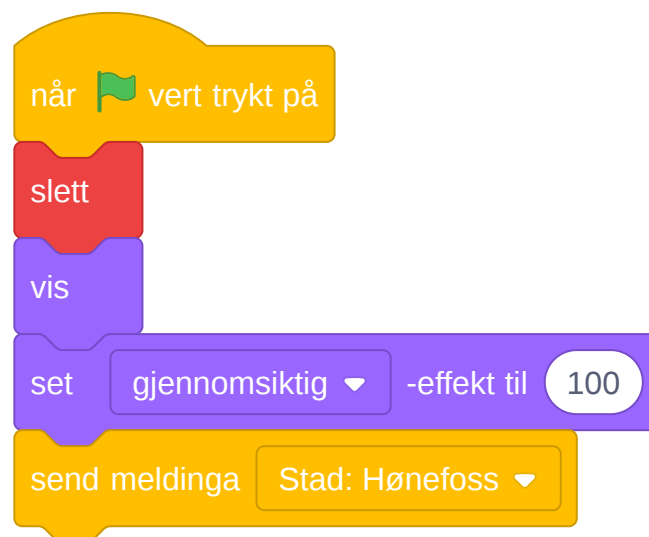 når vert trykt på
slett
vis
set gjennomsiktig -effekt til 100
send meldinga Stad: Hønefoss